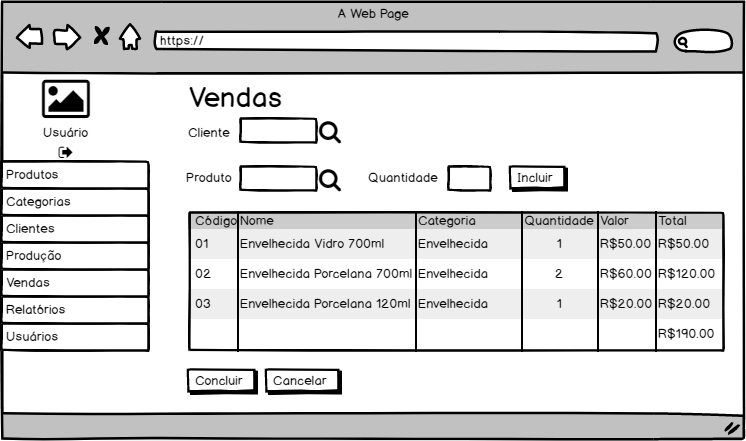 A Web Page
https://
Usuário
Produtos
Categorias
Clientes
Produção
Vendas
Relatórios
Usuários
Vendas
Cliente
Produto Quantidade Incluir
Código Nome Categoria Quantidade Valor Total
01 Envelhecida Vidro 700ml Envelhecida 1 R$50.00 R$50.00
02 Envelhecida Porcelana 700ml Envelhecida 2 R$60.00 R$120.00
03 Envelhecida Porcelana 120ml Envelhecida 1 R$20.00 R$20.00
R$190.00
Concluir Cancelar